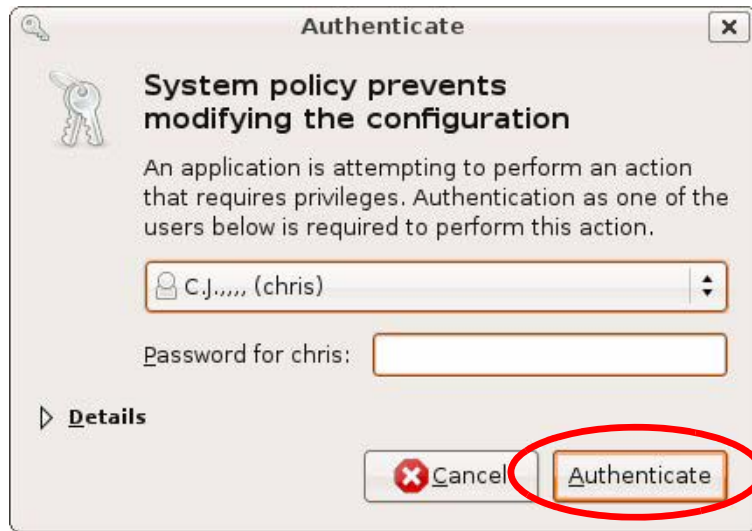 Authenticate
System policy prevents
modifying the configuration
An application is attempting to perform an action
that requires privileges. Authentication as one of the
users below is required to perform this action.
C.J.,,,, (chris)
Password for chris:
Details
Cancel Authenticate